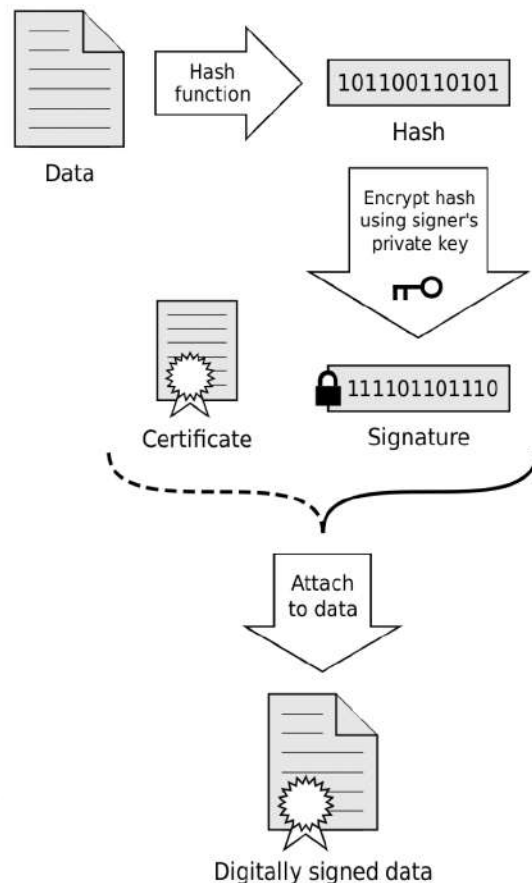 Hash
function
101100110101
Hash
Data
Encrypt hash
using signer's
private key
111101101110
Certificate
Signature
Attach
to data
Digitally signed data